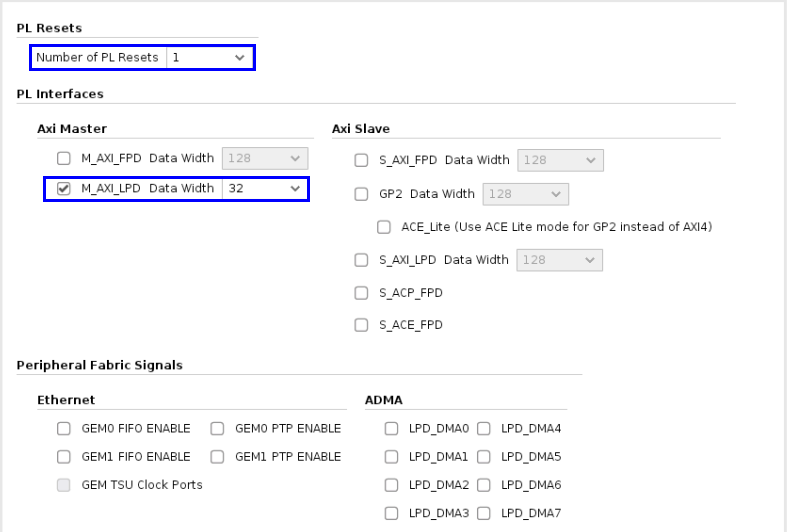 PL Resets
Number of PL Resets 1
PL Interfaces
Axi Master
M_AXI_FPD Data Width 128
M_AXI_LPD Data Width 32
Axi Slave
S_AXI_FPD Data Width 128
GP2 Data Width 128
ACE_Lite (Use ACE Lite mode for GP2 instead of AXI4)
S_AXI_LPD Data Width 128
S_ACP_FPD
S_ACE_FPD
Peripheral Fabric Signals
Ethernet
GEM0 FIFO ENABLE GEM0 PTP ENABLE
GEM1 FIFO ENABLE GEM1 PTP ENABLE
GEM TSU Clock Ports
ADMA
LPD_DMA0 LPD_DMA4
LPD_DMA1 LPD_DMA5
LPD_DMA2 LPD_DMA6
LPD_DMA3 LPD_DMA7